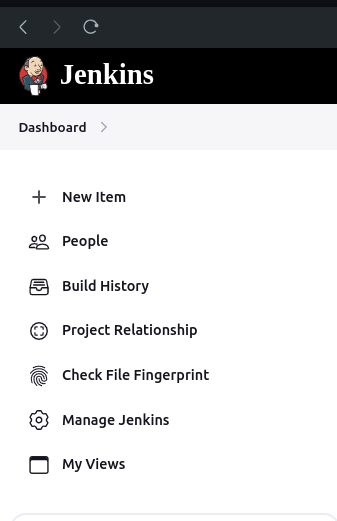 Jenkins
Dashboard
New Item
People
Build History
Project Relationship
Check File Fingerprint
Manage Jenkins
My Views